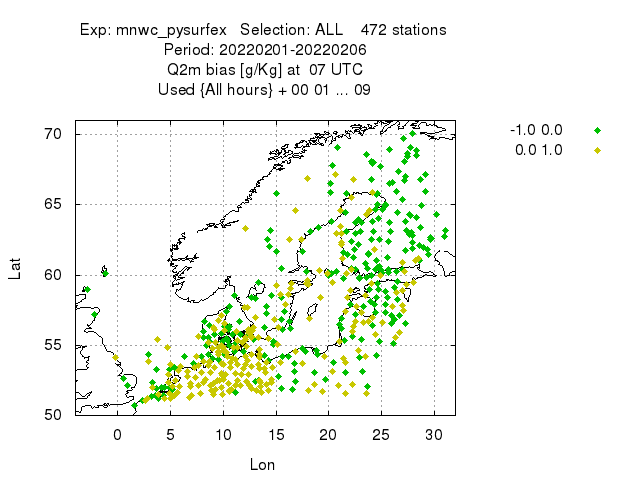 Exp: mnwc_pysurfex   Selection: ALL    472 stations
Period: 20220201-20220206
Q2m bias [g/Kg] at  07 UTC
Used {All hours} + 00 01 ... 09
-1.0 0.0
0.0 1.0
70
65
60
55
50
Lat
0 5 10 15 20 25 30
Lon